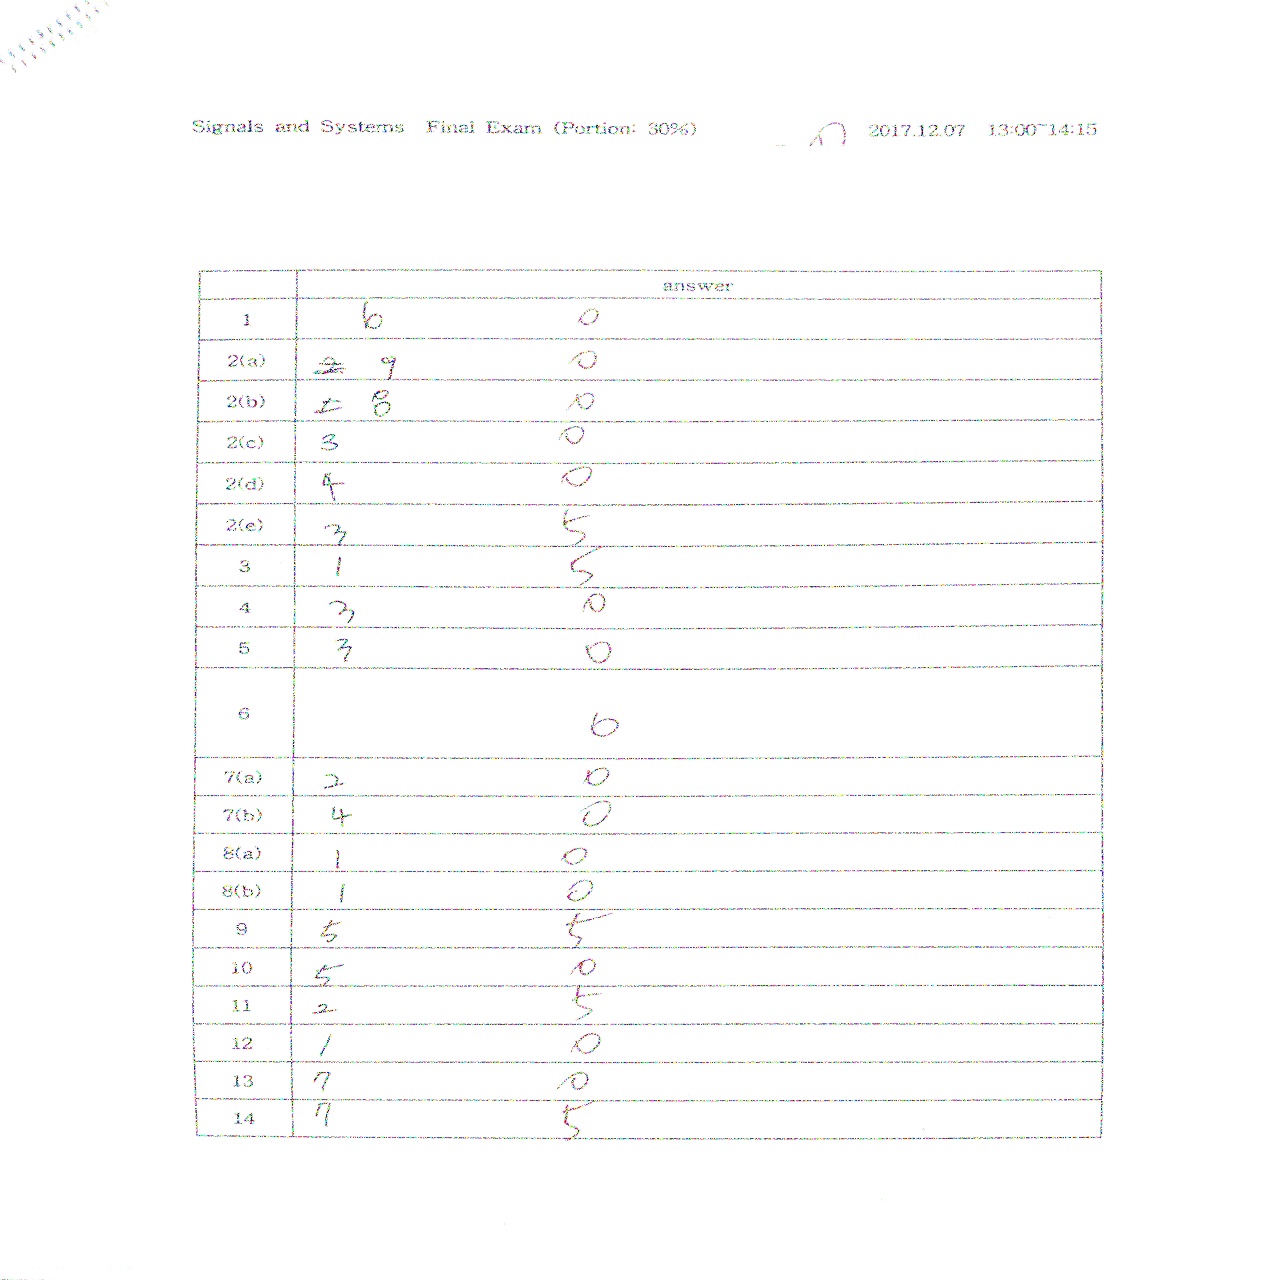 Signals and Systems Final Exam (Portion: 30%) 2017.12.07 13:00~14:15
answer
1 6 0
2(a) 9 0
2(b) 8 0
2(c) 3 0
2(d) 4 0
2(e) 3 5
3 1 5
4 3 0
5 3 0
6 0
7(a) 2 0
7(b) 4 0
8(a) 1 0
8(b) 1 0
9 5 5
10 5 0
11 2 5
12 1 0
13 7 0
14 7 5